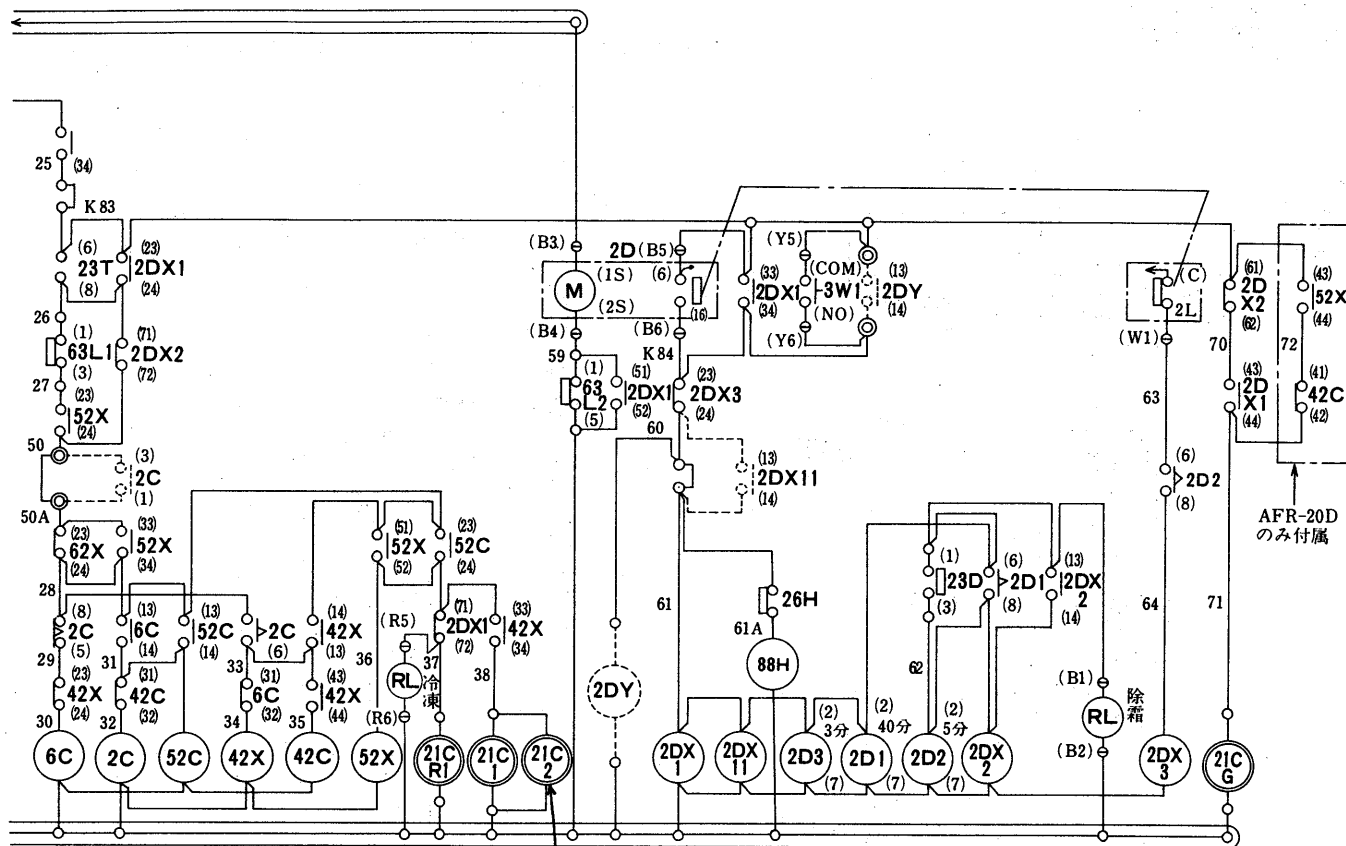 25
(34)
K 83
(6)
23T
(8)
(23)
2DX1
(24)
26
(1)
63L1
(3)
(71)
2DX2
(72)
27
(23)
52X
(24)
50
(3)
2C
(1)
50A
(23)
62X
(24)
(33)
52X
(34)
28
(8)
2C
(5)
(13)
6C
(14)
(13)
52C
(14)
2C
(6)
(14)
42X
(13)
(51)
52X
(52)
(23)
52C
(24)
29
(23)
42X
(24)
31
(31)
42C
(32)
33
(31)
6C
(32)
(43)
42X
(44)
36
(R5)
RL
冷凍
(R6)
(71)
2DX1
(72)
37
(33)
42X
(34)
38
30
32
34
35
6C
2C
52C
42X
42C
52X
21C
R1
21C
1
21C
2
(B3)
M
(1S)
(2S)
(B4)
2D
(B5)
(6)
(16)
(B6)
K84
59
(1)
63
L2
(5)
(51)
2DX1
(52)
(23)
2DX3
(24)
(33)
2DX1
(34)
(Y5)
(COM)
3W1
(NO)
(Y6)
(13)
2DY
(14)
60
(13)
2DX11
(14)
2DY
61
26H
61A
88H
(1)
23D
(3)
(6)
2D1
(8)
(13)
2DX
2
(14)
62
(2)
3分
(2)
40分
(2)
5分
(7)
(7)
(7)
2DX
1
2DX
11
2D3
2D1
2D2
2DX
2
(B1)
RL
除霜
(B2)
(C)
2L
(W1)
63
(6)
2D2
(8)
64
2DX
3
(61)
2D
X2
(62)
70
(43)
2D
X1
(44)
71
21C
G
(43)
52X
(44)
72
(41)
42C
(42)
AFR-20D
のみ付属